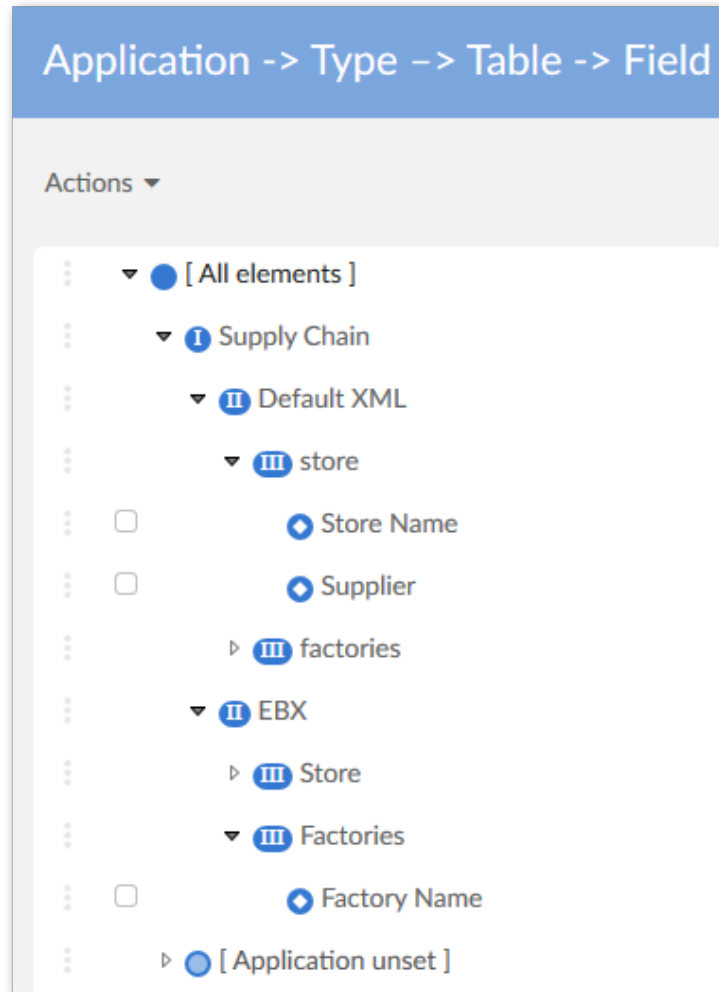 Application -> Type –> Table -> Field
Actions
[ All elements ]
I Supply Chain
II Default XML
III store
Store Name
Supplier
III factories
II EBX
III Store
III Factories
Factory Name
[ Application unset ]